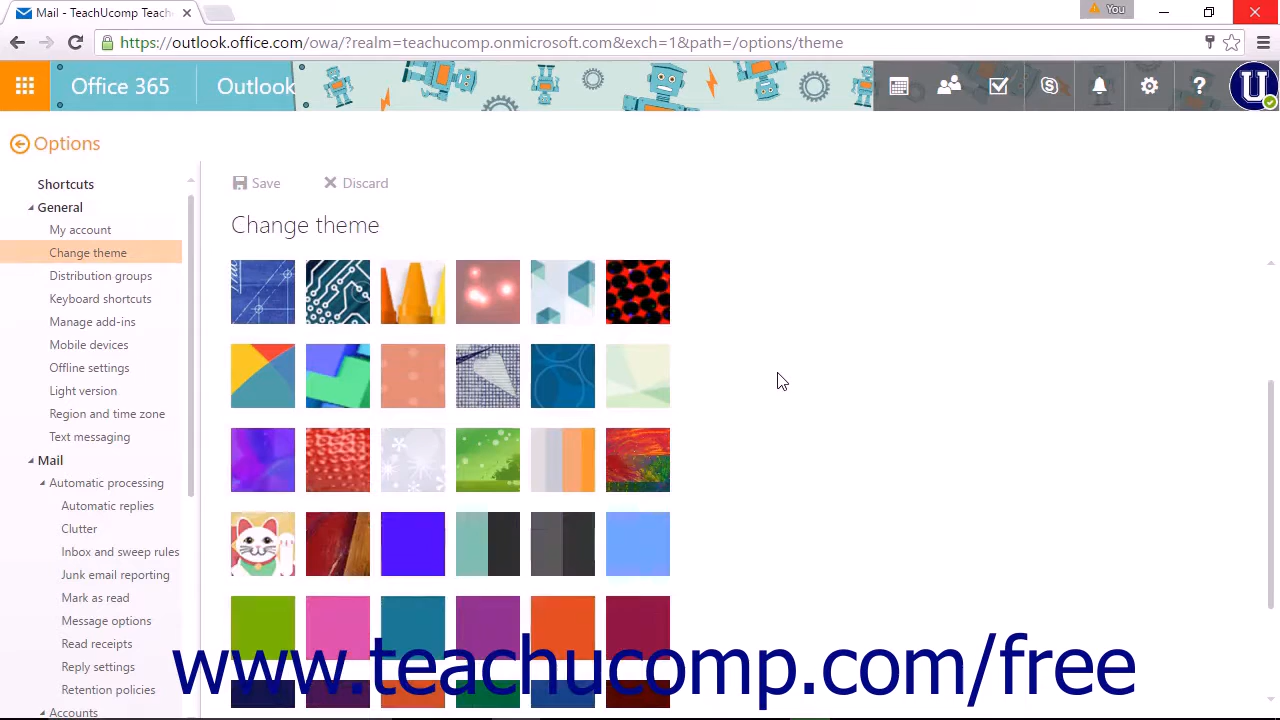 Mail - TeachUcomp Teach
You
https://outlook.office.com/owa/?realm=teachucomp.onmicrosoft.com&exch=1&path=/options/theme
Office 365
Outlook
?
U
Options
Shortcuts
General
My account
Change theme
Distribution groups
Keyboard shortcuts
Manage add-ins
Mobile devices
Offline settings
Light version
Region and time zone
Text messaging
Mail
Automatic processing
Automatic replies
Clutter
Inbox and sweep rules
Junk email reporting
Mark as read
Message options
Read receipts
Reply settings
Retention policies
Accounts
Save
Discard
Change theme
www.teachucomp.com/free